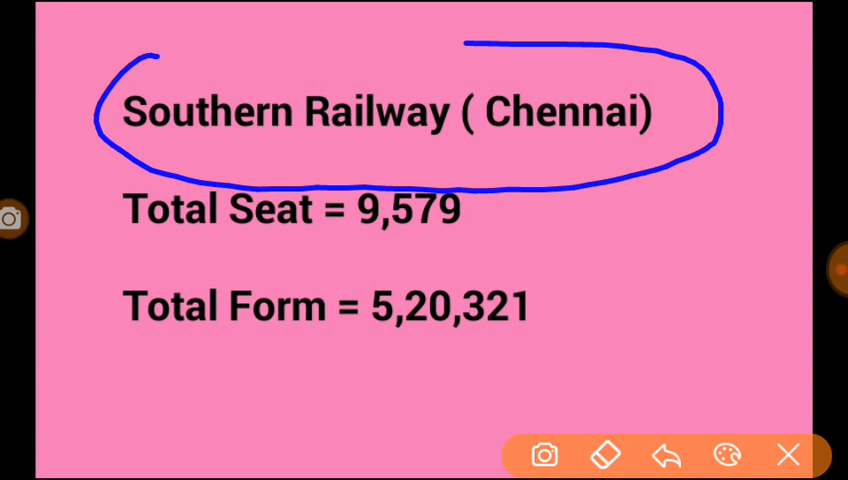 Southern Railway ( Chennai)
Total Seat = 9,579
Total Form = 5,20,321